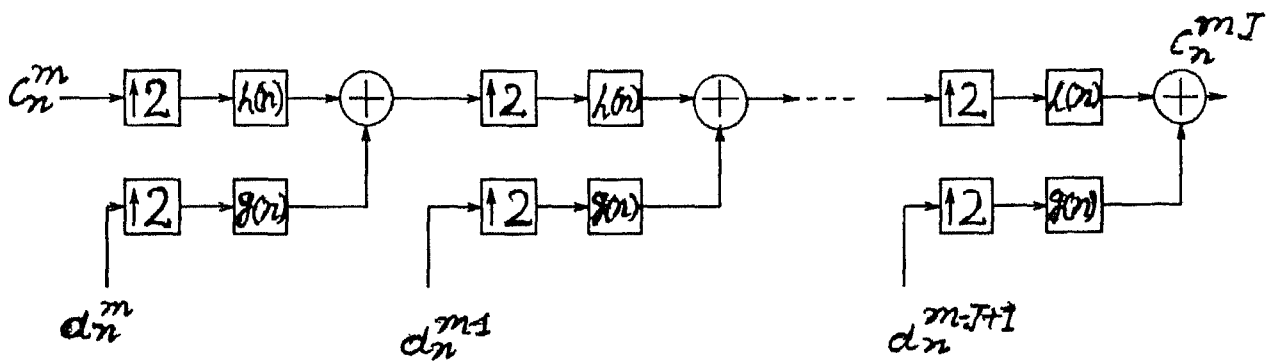 c_n^m ↑2 h(n) + ↑2 h(n) + ---- ↑2 h(n) + c_n^{m-J}
↑2 g(n) ↑2 g(n) ↑2 g(n)
d_n^m d_n^{m-1} d_n^{m-J+1}